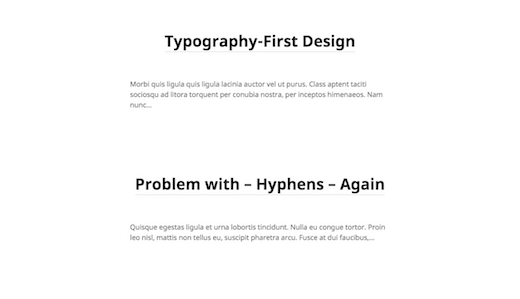 Typography-First Design
Morbi quis ligula quis ligula lacinia auctor vel ut purus. Class aptent taciti
sociosqu ad litora torquent per conubia nostra, per inceptos himenaeos. Nam
nunc...
Problem with – Hyphens – Again
Quisque egestas ligula et urna lobortis tincidunt. Nulla eu congue tortor. Proin
leo nisl, mattis non tellus eu, suscipit pharetra arcu. Fusce at dui faucibus,...